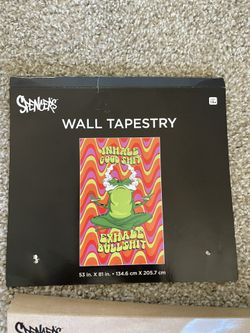 SPENCER'S
WALL TAPESTRY
INHALE
GOOD SHIT
EXHALE
BULLSHIT
53 in. X 81 in. • 134.6 cm X 205.7 cm
SPENCER'S